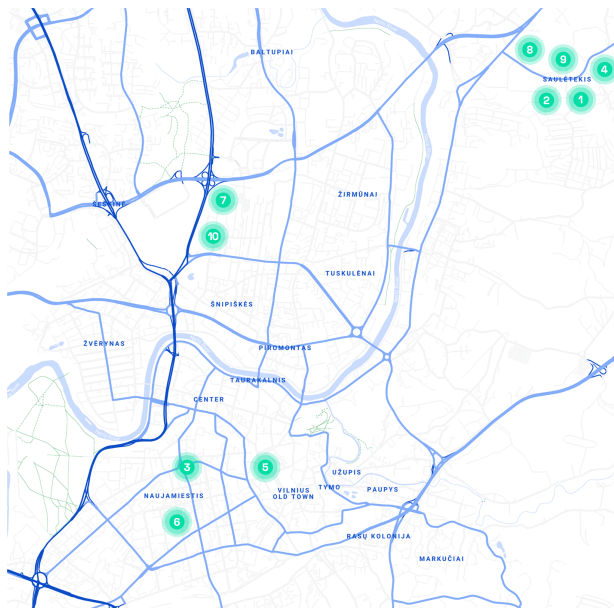 BALTUPIAI
8
9
4
SAULĖTEKIS
2
1
ŽIRMŪNAI
7
ŠEŠKINĖ
10
TUSKULĖNAI
ŠNIPIŠKĖS
ŽVĖRYNAS
PIROMONTAS
TAURAKALNIS
CENTER
3
5
UŽUPIS
TYMO
PAUPYS
NAUJAMIESTIS
VILNIUS
OLD TOWN
6
RASŲ KOLONIJA
MARKUČIAI